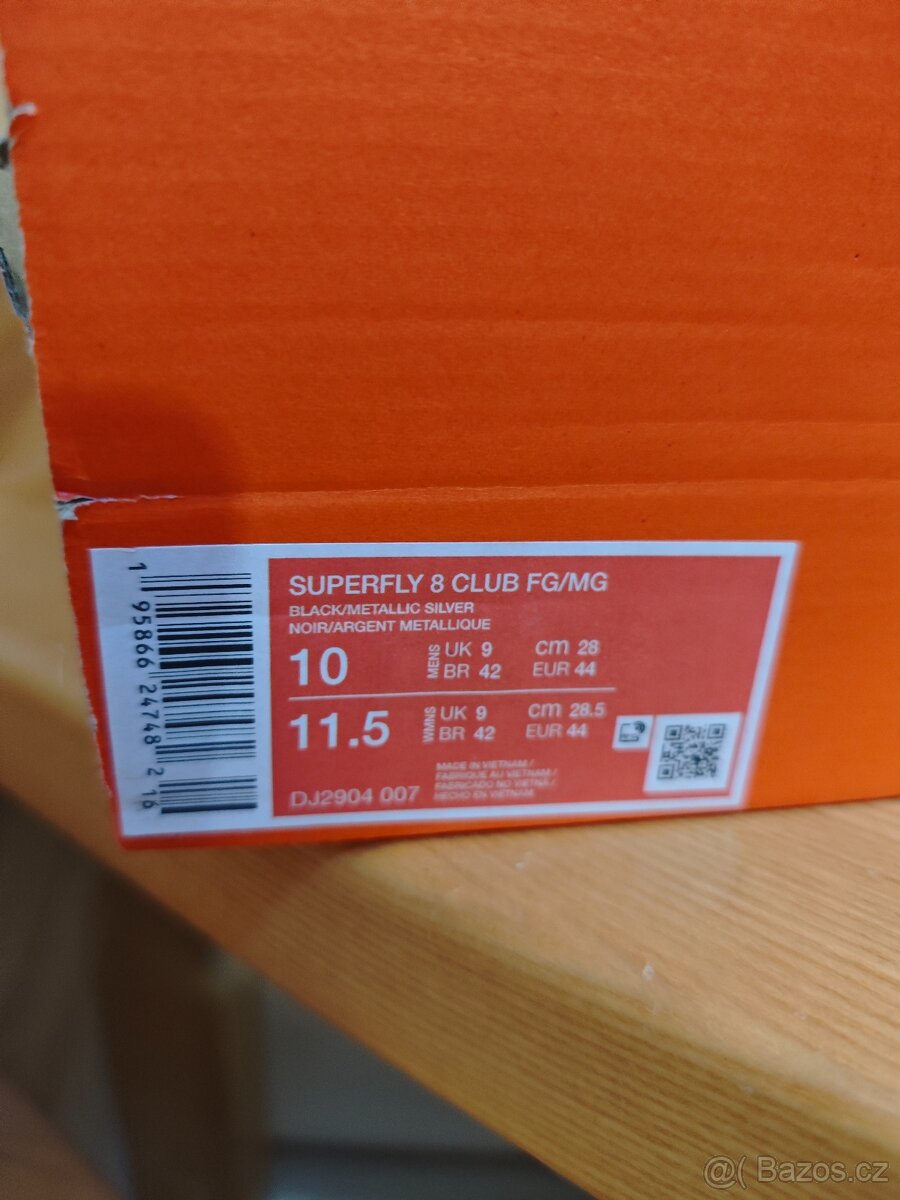 SUPERFLY 8 CLUB FG/MG
BLACK/METALLIC SILVER
NOIR/ARGENT METALLIQUE
10 MENS UK 9 cm 28
BR 42 EUR 44
11.5 WMNS UK 9 cm 28.5
BR 42 EUR 44
MADE IN VIETNAM /
FABRIQUE AU VIETNAM /
FABRICADO NO VIETNA /
HECHO EN VIETNAM
DJ2904 007
1 95866 24748 2 16
@( Bazos.cz